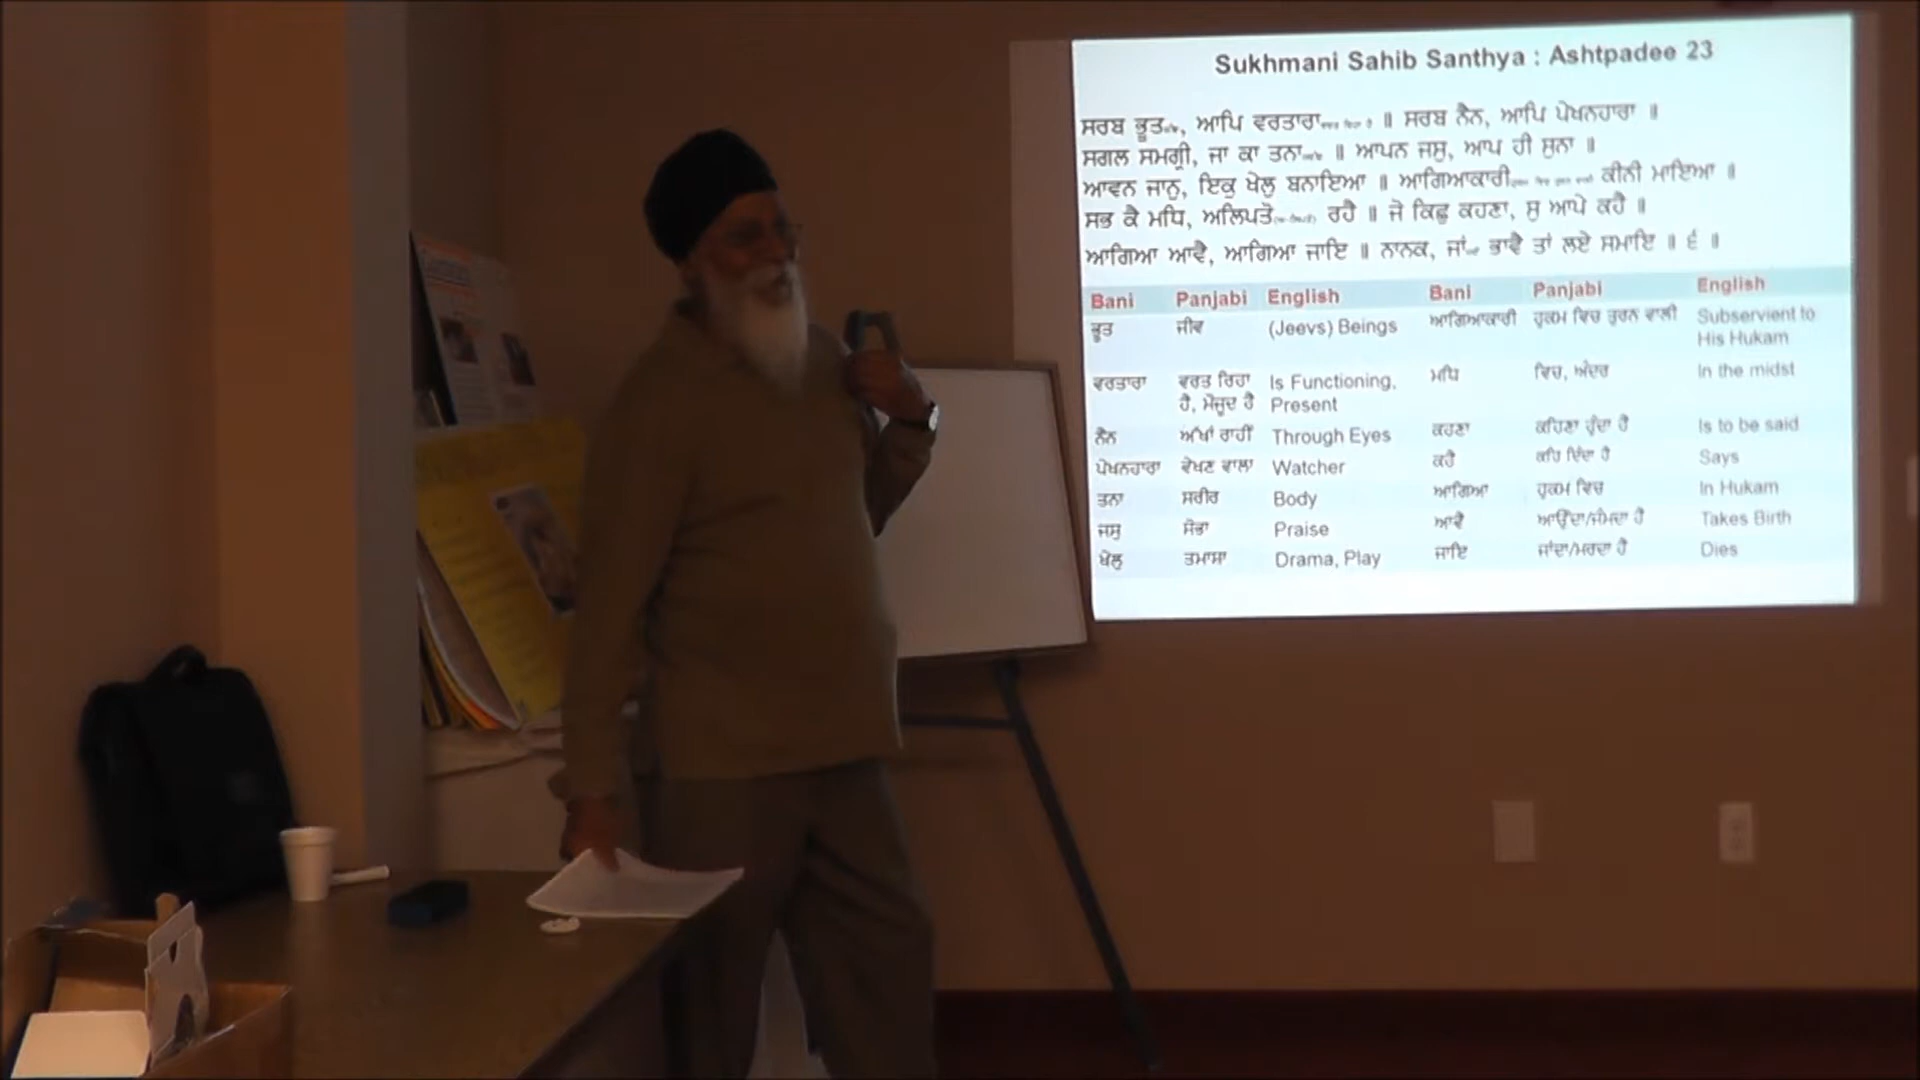 Sukhmani Sahib Santhya : Ashtpadee 23
ਸਰਬ ਭੂਤ, ਆਪਿ ਵਰਤਾਰਾ ॥ ਸਰਬ ਨੈਨ, ਆਪਿ ਪੇਖਨਹਾਰਾ ॥
ਸਗਲ ਸਮਗ੍ਰੀ, ਜਾ ਕਾ ਤਨਾ ॥ ਆਪਨ ਜਸੁ, ਆਪ ਹੀ ਸੁਨਾ ॥
ਆਵਨ ਜਾਨੁ, ਇਕੁ ਖੇਲੁ ਬਨਾਇਆ ॥ ਆਗਿਆਕਾਰੀ ਕੀਨੀ ਮਾਇਆ ॥
ਸਭ ਕੈ ਮਧਿ, ਅਲਿਪਤੋ ਰਹੈ ॥ ਜੋ ਕਿਛੁ ਕਹਣਾ, ਸੁ ਆਪੇ ਕਹੈ ॥
ਆਗਿਆ ਆਵੈ, ਆਗਿਆ ਜਾਇ ॥ ਨਾਨਕ, ਜਾਂ ਭਾਵੈ ਤਾਂ ਲਏ ਸਮਾਇ ॥ ੬ ॥
Bani Panjabi English Bani Panjabi English
ਭੂਤ ਜੀਵ (Jeevs) Beings ਆਗਿਆਕਾਰੀ ਹੁਕਮ ਵਿਚ ਤੁਰਨ ਵਾਲੀ Subservient to
His Hukam
ਵਰਤਾਰਾ ਵਰਤ ਰਿਹਾ Is Functioning, ਮਧਿ ਵਿਚ, ਅੰਦਰ In the midst
ਹੈ, ਮੌਜੂਦ ਹੈ Present
ਨੈਨ ਅੱਖਾਂ ਰਾਹੀਂ Through Eyes ਕਹਣਾ ਕਹਿਣਾ ਹੁੰਦਾ ਹੈ Is to be said
ਪੇਖਨਹਾਰਾ ਵੇਖਣ ਵਾਲਾ Watcher ਕਹੈ ਕਹਿ ਦਿੰਦਾ ਹੈ Says
ਤਨਾ ਸਰੀਰ Body ਆਗਿਆ ਹੁਕਮ ਵਿਚ In Hukam
ਜਸੁ ਸੋਭਾ Praise ਆਵੈ ਆਉਂਦਾ/ਜੰਮਦਾ ਹੈ Takes Birth
ਖੇਲੁ ਤਮਾਸਾ Drama, Play ਜਾਇ ਜਾਂਦਾ/ਮਰਦਾ ਹੈ Dies